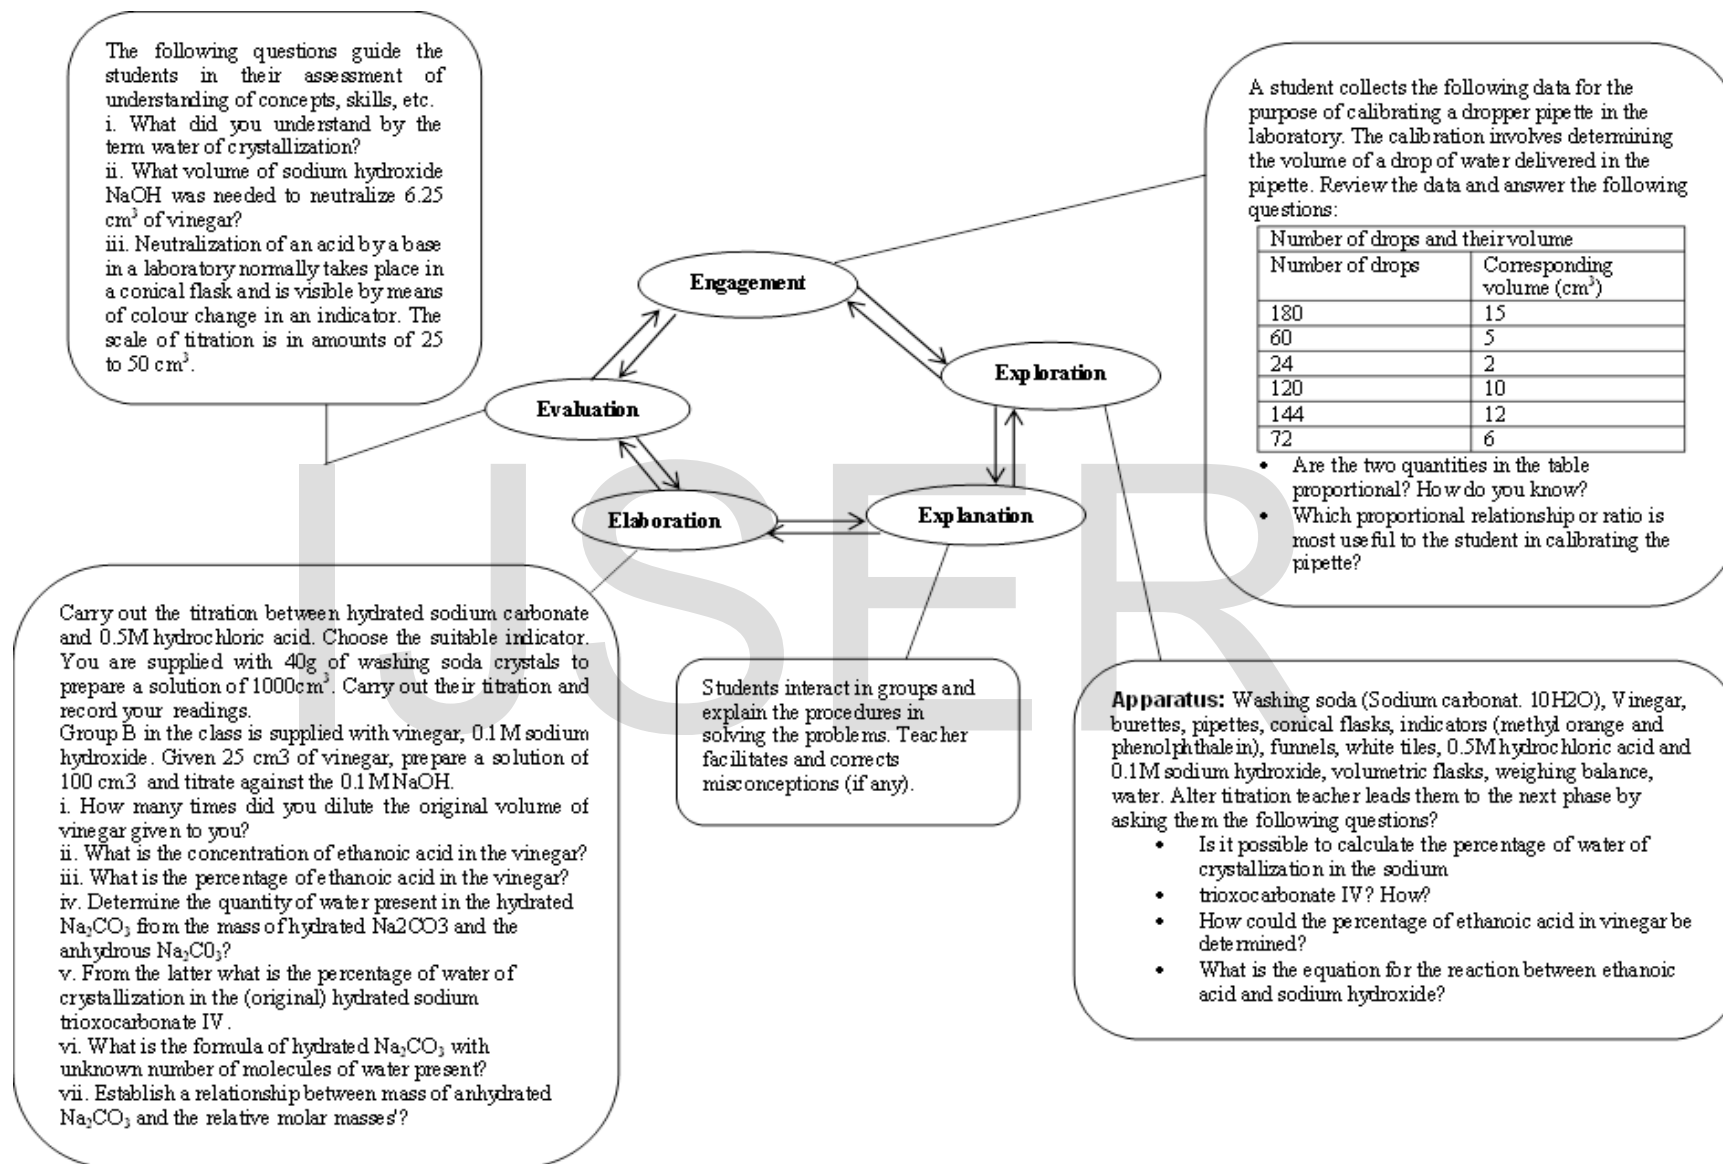 The following questions guide the
students in their assessment of
understanding of concepts, skills, etc.
i. What did you understand by the
term water of crystallization?
ii. What volume of sodium hydroxide
NaOH was needed to neutralize 6.25
cm³ of vinegar?
iii. Neutralization of an acid by a base
in a laboratory normally takes place in
a conical flask and is visible by means
of colour change in an indicator. The
scale of titration is in amounts of 25
to 50 cm³.
A student collects the following data for the
purpose of calibrating a dropper pipette in the
laboratory. The calibration involves determining
the volume of a drop of water delivered in the
pipette. Review the data and answer the following
questions:
Number of drops and their volume
Number of drops Corresponding
volume (cm³)
180 15
60 5
24 2
120 10
144 12
72 6
• Are the two quantities in the table
proportional? How do you know?
• Which proportional relationship or ratio is
most useful to the student in calibrating the
pipette?
Engagement
Exploration
Evaluation
Elaboration
Explanation
IJSER
Carry out the titration between hydrated sodium carbonate
and 0.5M hydrochloric acid. Choose the suitable indicator.
You are supplied with 40g of washing soda crystals to
prepare a solution of 1000cm³. Carry out their titration and
record your readings.
Group B in the class is supplied with vinegar, 0.1M sodium
hydroxide. Given 25 cm3 of vinegar, prepare a solution of
100 cm3 and titrate against the 0.1MNaOH.
i. How many times did you dilute the original volume of
vinegar given to you?
ii. What is the concentration of ethanoic acid in the vinegar?
iii. What is the percentage of ethanoic acid in the vinegar?
iv. Determine the quantity of water present in the hydrated
Na₂CO₃ from the mass of hydrated Na2CO3 and the
anhydrous Na₂C0₃?
v. From the latter what is the percentage of water of
crystallization in the (original) hydrated sodium
trioxocarbonate IV.
vi. What is the formula of hydrated Na₂CO₃ with
unknown number of molecules of water present?
vii. Establish a relationship between mass of anhydrated
Na₂CO₃ and the relative molar masses'?
Students interact in groups and
explain the procedures in
solving the problems. Teacher
facilitates and corrects
misconceptions (if any).
Apparatus: Washing soda (Sodium carbonat. 10H2O), Vinegar,
burettes, pipettes, conical flasks, indicators (methyl orange and
phenolphthalein), funnels, white tiles, 0.5M hydrochloric acid and
0.1M sodium hydroxide, volumetric flasks, weighing balance,
water. Alter titration teacher leads them to the next phase by
asking them the following questions?
• Is it possible to calculate the percentage of water of
crystallization in the sodium
• trioxocarbonate IV? How?
• How could the percentage of ethanoic acid in vinegar be
determined?
• What is the equation for the reaction between ethanoic
acid and sodium hydroxide?